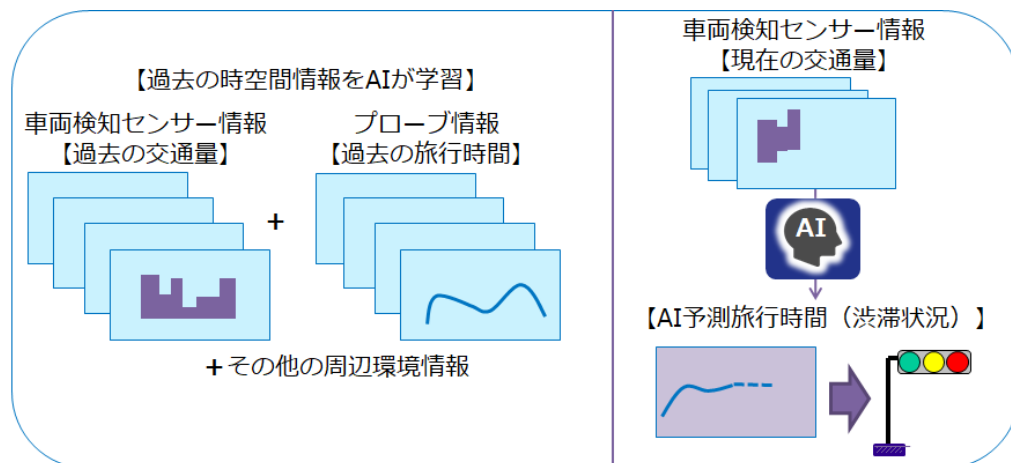 【過去の時空間情報をAIが学習】
車両検知センサー情報
【過去の交通量】
+
プローブ情報
【過去の旅行時間】
+その他の周辺環境情報
車両検知センサー情報
【現在の交通量】
AI
【AI予測旅行時間(渋滞状況)】